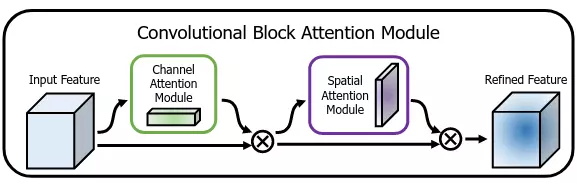 Convolutional Block Attention Module
Input Feature
Channel
Attention
Module
Spatial
Attention
Module
Refined Feature